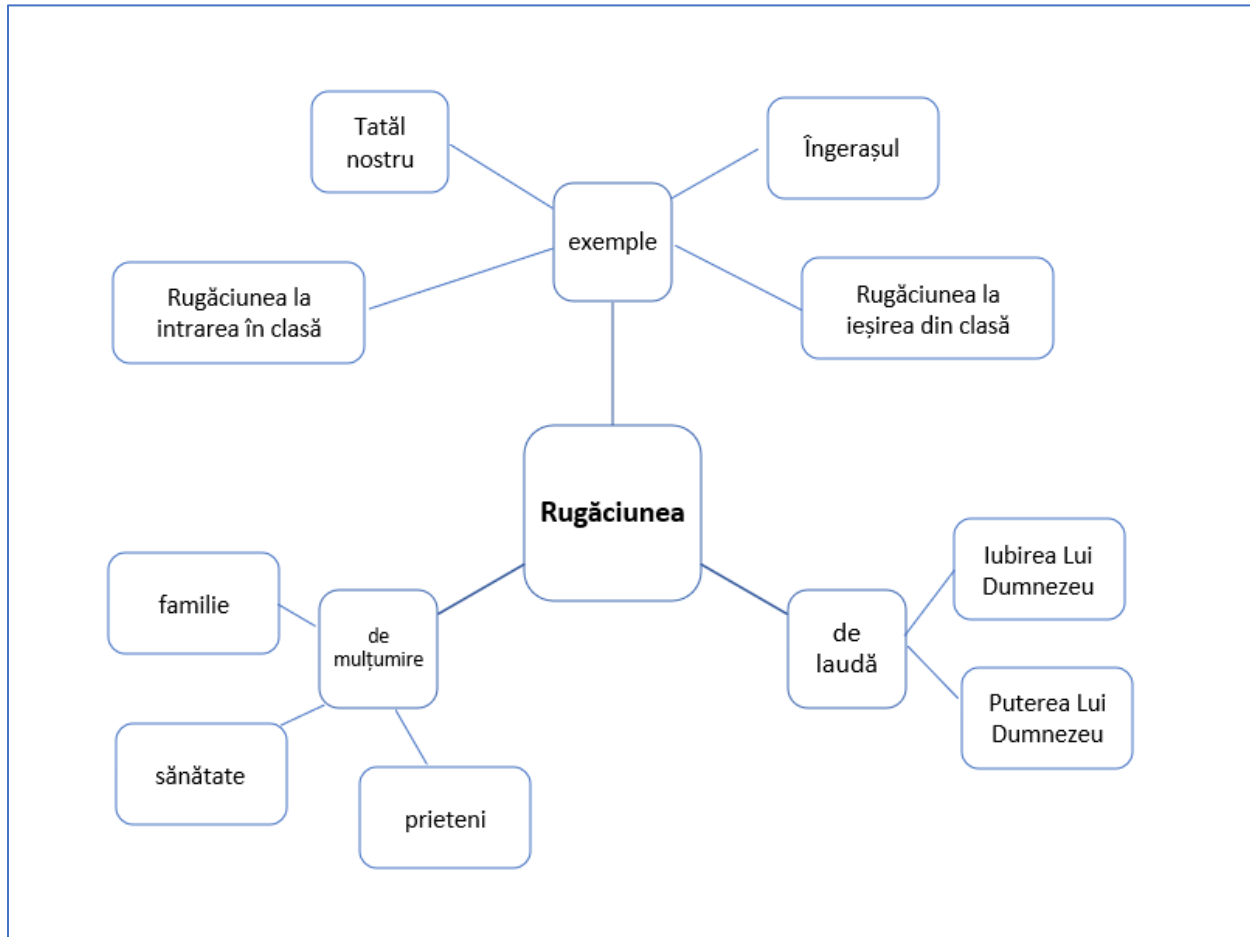 Tatăl
nostru
Îngerașul
exemple
Rugăciunea la
intrarea în clasă
Rugăciunea la
ieșirea din clasă
Rugăciunea
Iubirea Lui
Dumnezeu
familie
de
mulțumire
de
laudă
Puterea Lui
Dumnezeu
sănătate
prieteni